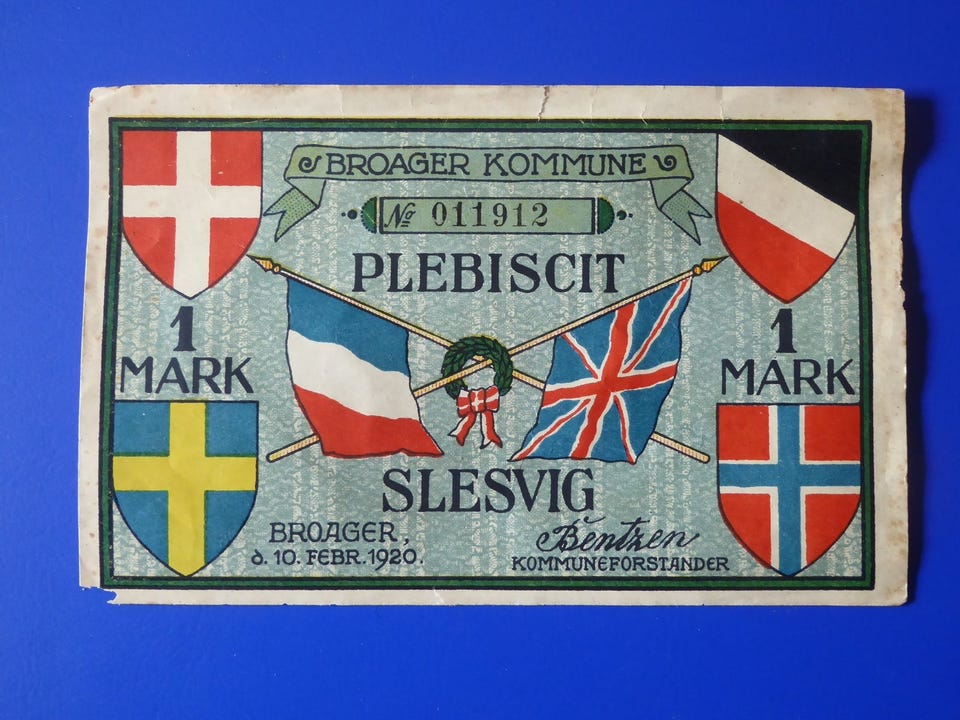 BROAGER KOMMUNE
№ 011912
PLEBISCIT
1
MARK
1
MARK
SLESVIG
BROAGER,
d. 10. FEBR. 1920.
Bentzen
KOMMUNEFORSTANDER